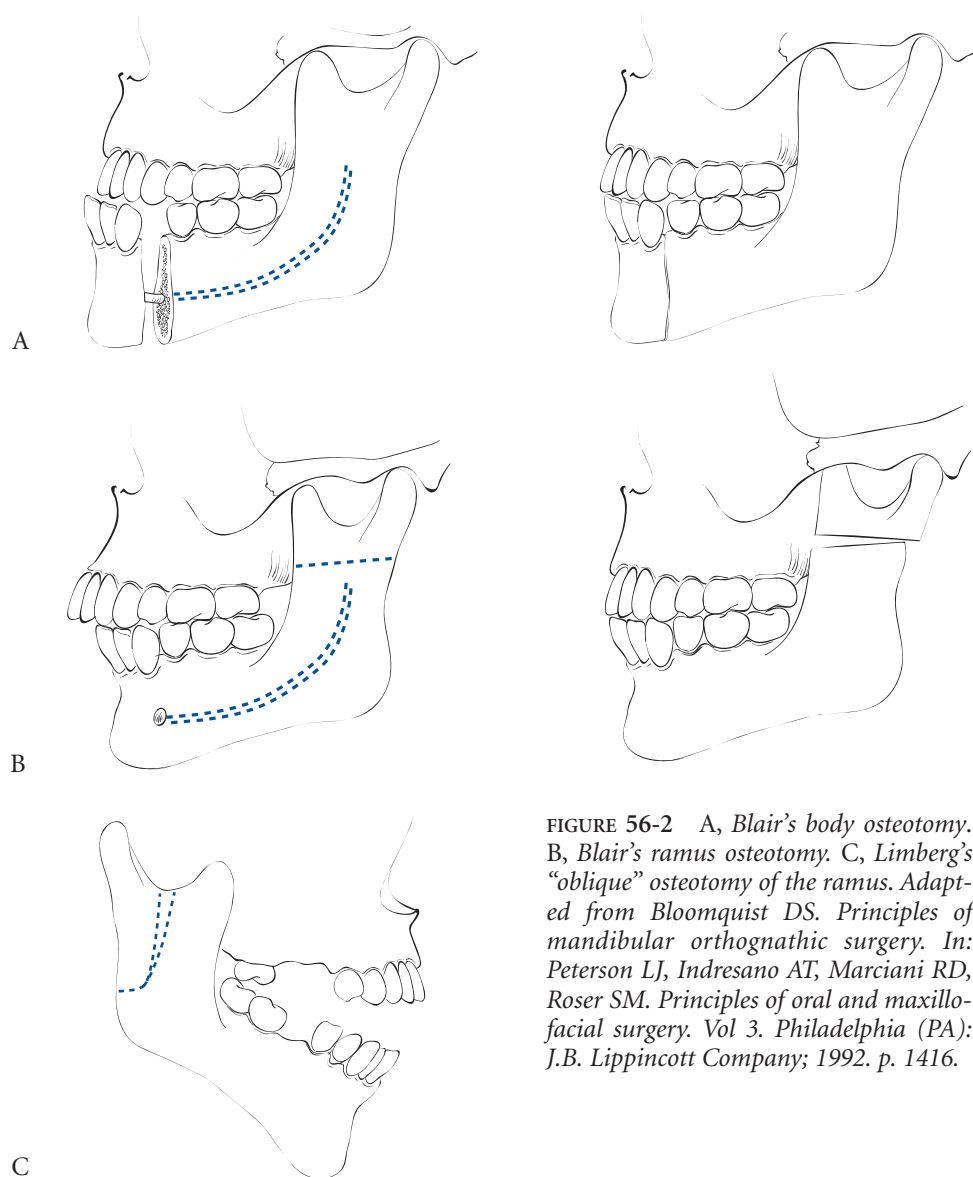 A
B
FIGURE 56-2 A, Blair's body osteotomy.
B, Blair's ramus osteotomy. C, Limberg's
“oblique” osteotomy of the ramus. Adapt-
ed from Bloomquist DS. Principles of
mandibular orthognathic surgery. In:
Peterson LJ, Indresano AT, Marciani RD,
Roser SM. Principles of oral and maxillo-
facial surgery. Vol 3. Philadelphia (PA):
J.B. Lippincott Company; 1992. p. 1416.
C